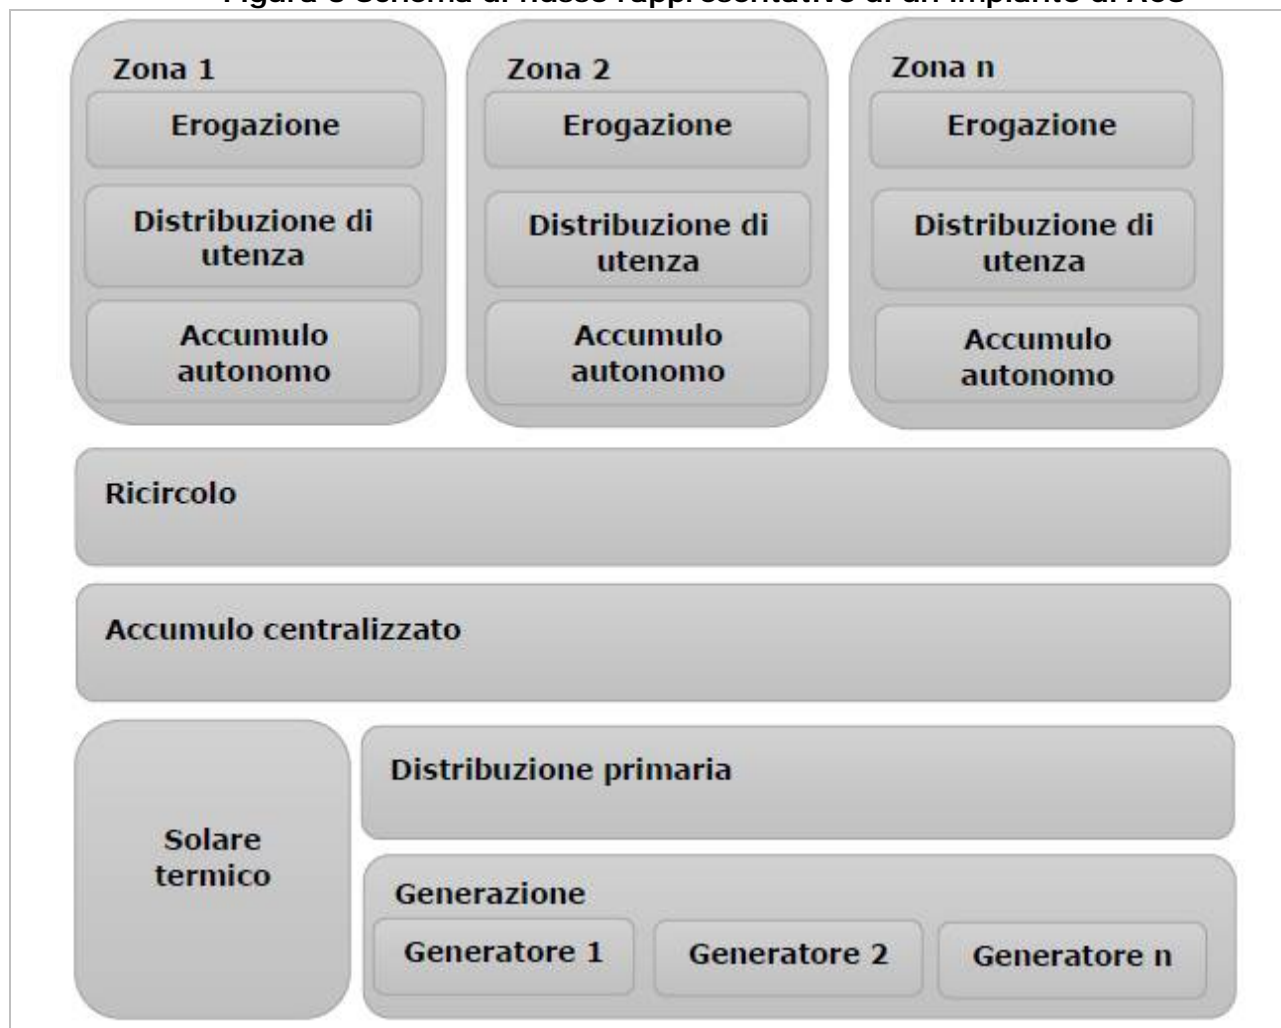 Zona 1
Erogazione
Distribuzione di
utenza
Accumulo
autonomo
Zona 2
Erogazione
Distribuzione di
utenza
Accumulo
autonomo
Zona n
Erogazione
Distribuzione di
utenza
Accumulo
autonomo
Ricircolo
Accumulo centralizzato
Solare
termico
Distribuzione primaria
Generazione
Generatore 1
Generatore 2
Generatore n